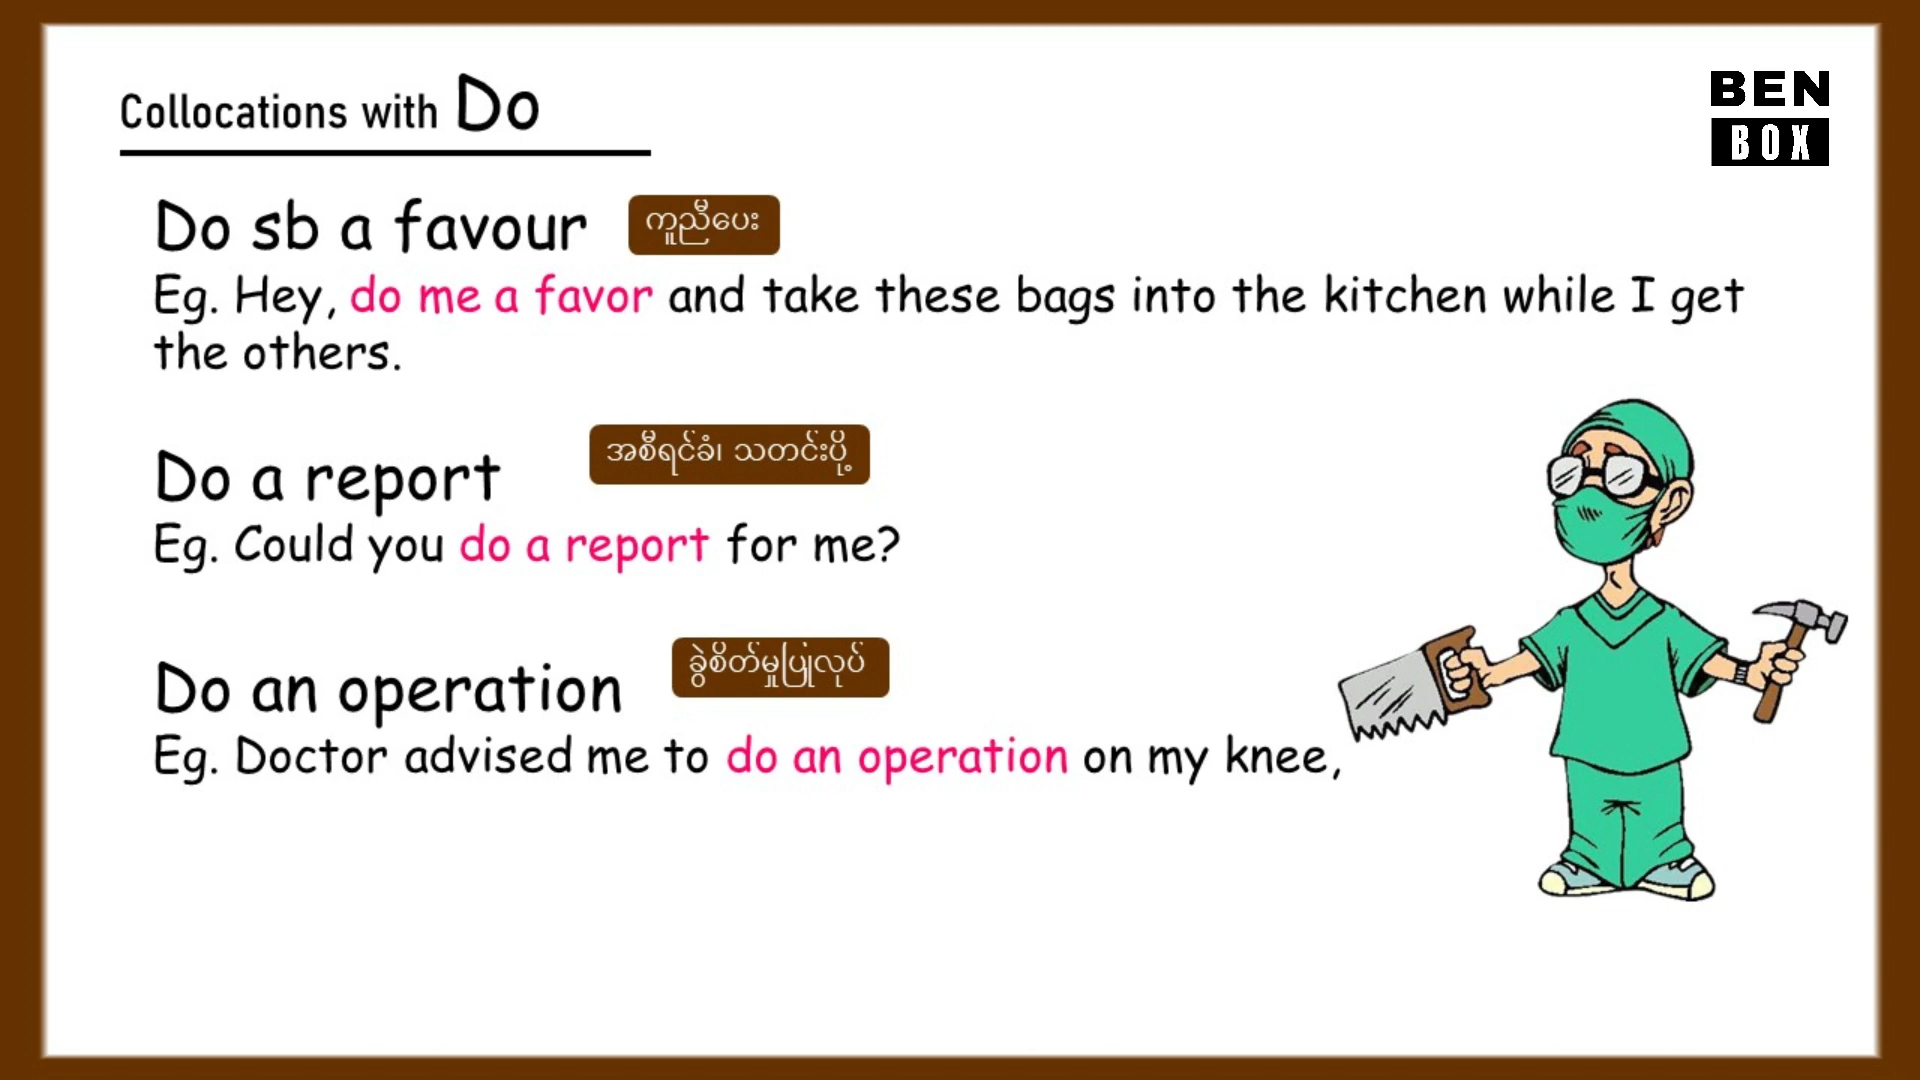 Collocations with Do
BEN
BOX
Do sb a favour
ကူညီပေး
Eg. Hey, do me a favor and take these bags into the kitchen while I get
the others.
Do a report
အစီရင်ခံ၊ သတင်းပို့
Eg. Could you do a report for me?
Do an operation
ခွဲစိတ်မှုပြုလုပ်
Eg. Doctor advised me to do an operation on my knee,